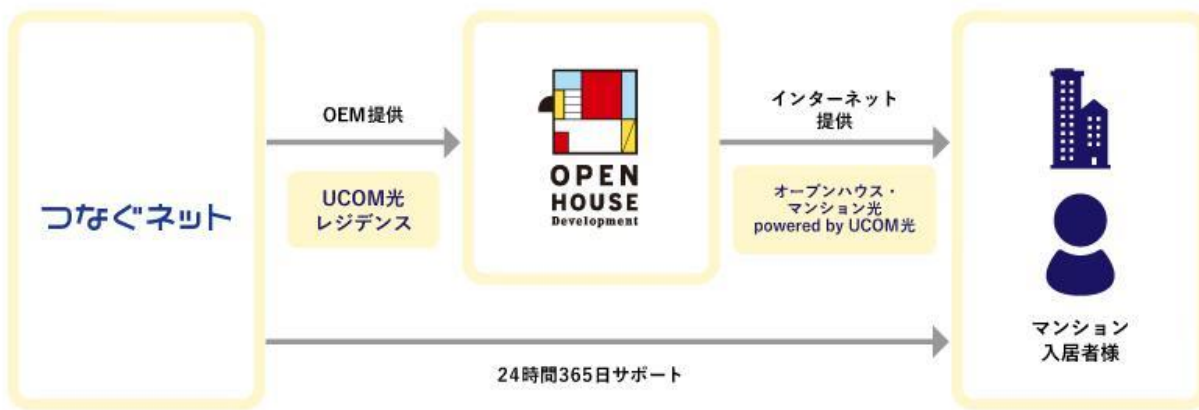 つなぐネット
OEM提供
UCOM光
レジデンス
OPEN
HOUSE
Development
インターネット
提供
オープンハウス・
マンション光
powered by UCOM光
マンション
入居者様
24時間365日サポート